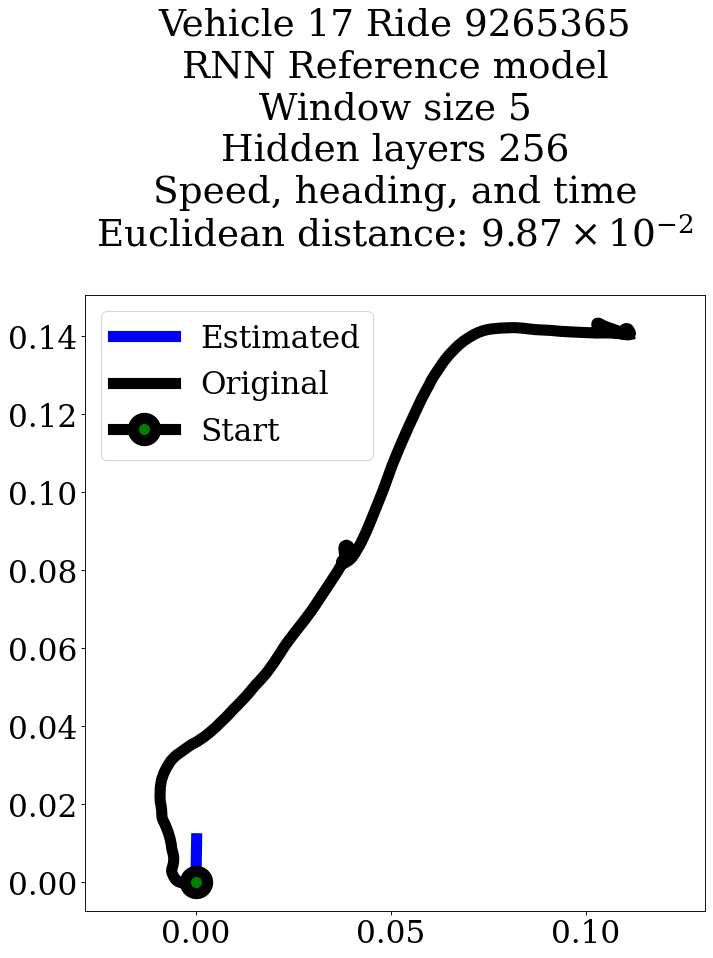 Vehicle 17 Ride 9265365
RNN Reference model
Window size 5
Hidden layers 256
Speed, heading, and time
Euclidean distance: 9.87 × 10⁻²
Estimated
Original
Start
0.14
0.12
0.10
0.08
0.06
0.04
0.02
0.00
0.00 0.05 0.10